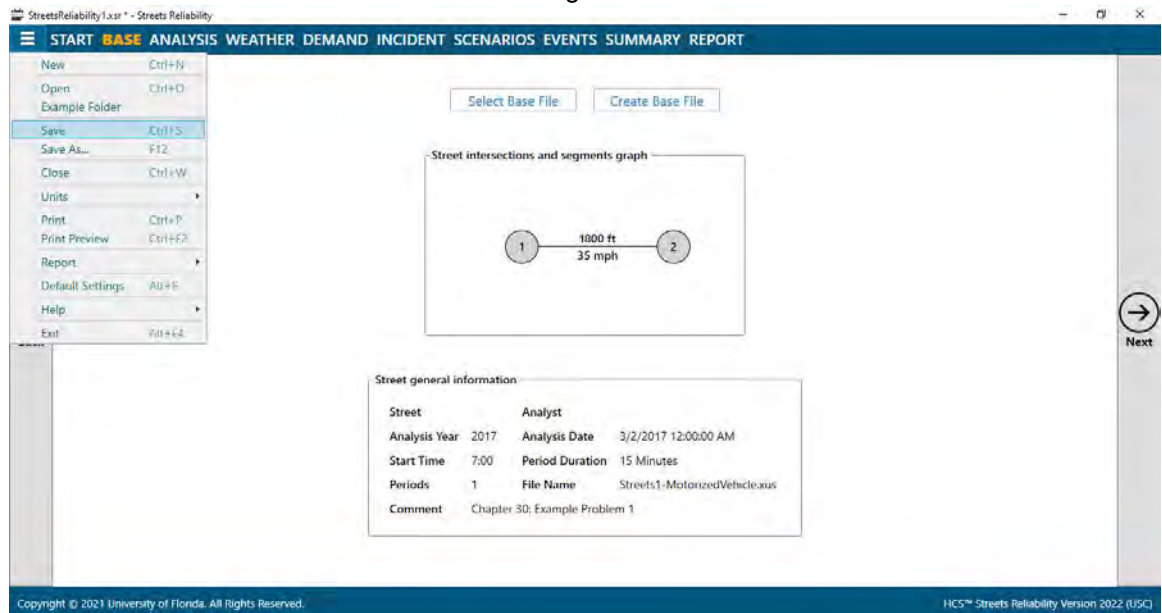 StreetsReliability1.xsr * - Streets Reliability
START BASE ANALYSIS WEATHER DEMAND INCIDENT SCENARIOS EVENTS SUMMARY REPORT
New Ctrl+N
Open Ctrl+O
Example Folder
Save Ctrl+S
Save As... F12
Close Ctrl+W
Units
Print Ctrl+P
Print Preview Ctrl+F2
Report
Default Settings
Help
Exit Alt+F4
Select Base File Create Base File
Street intersections and segments graph
1 1800 ft 2
35 mph
Next
Street general information
Street Analyst
Analysis Year 2017 Analysis Date 3/2/2017 12:00:00 AM
Start Time 7:00 Period Duration 15 Minutes
Periods 1 File Name Streets1-MotorizedVehicle.xus
Comment Chapter 30: Example Problem 1
Copyright © 2021 University of Florida. All Rights Reserved. HCS™ Streets Reliability Version 2022 (USC)